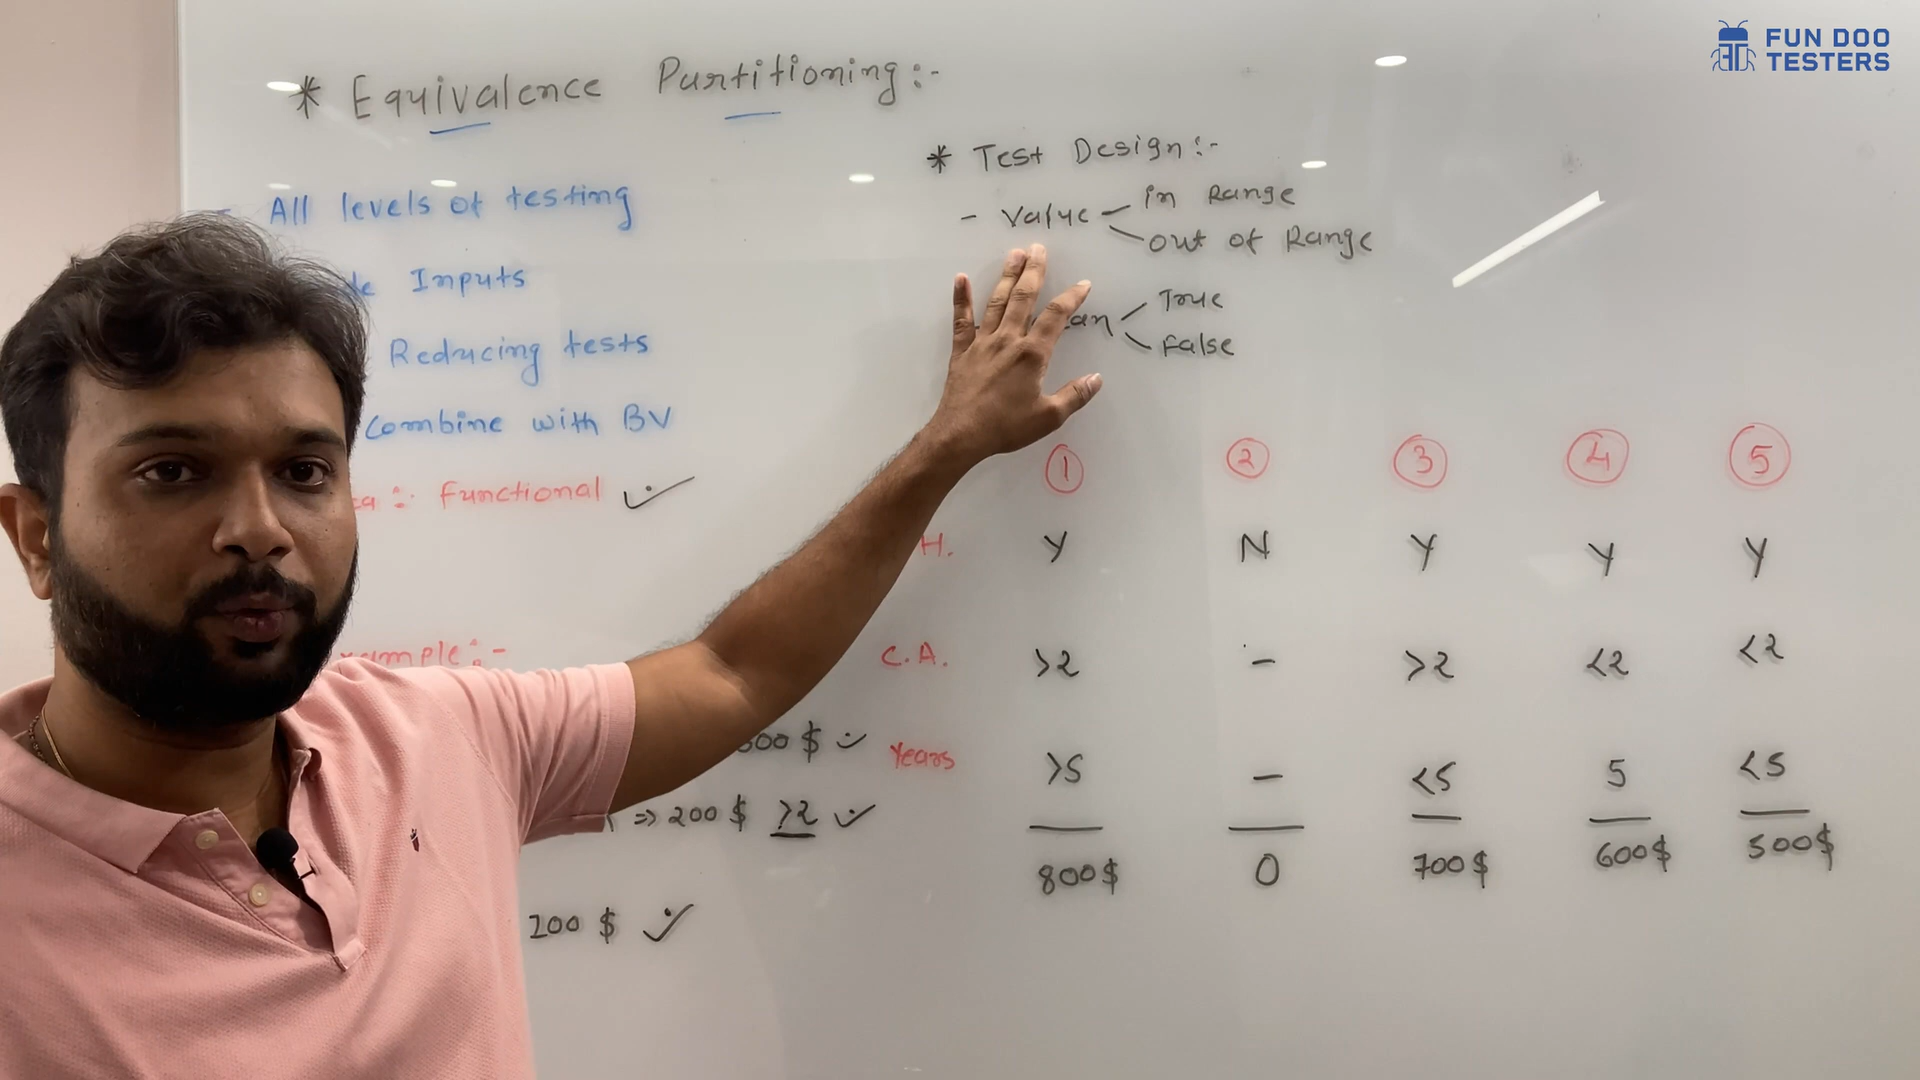 FUN DOO
TESTERS
* Equivalence Partitioning:-
All levels of testing
Inputs
Reducing tests
Combine with BV
: Functional ✓
* Test Design:-
- Value
in Range
out of Range
True
False
1 2 3 4 5
H. Y N Y Y Y
C.A. >2 - >2 <2 <2
Years >5 - <5 5 <5
800$ 0 700$ 600$ 500$
=> 200 $ >2 ✓
200 $ ✓